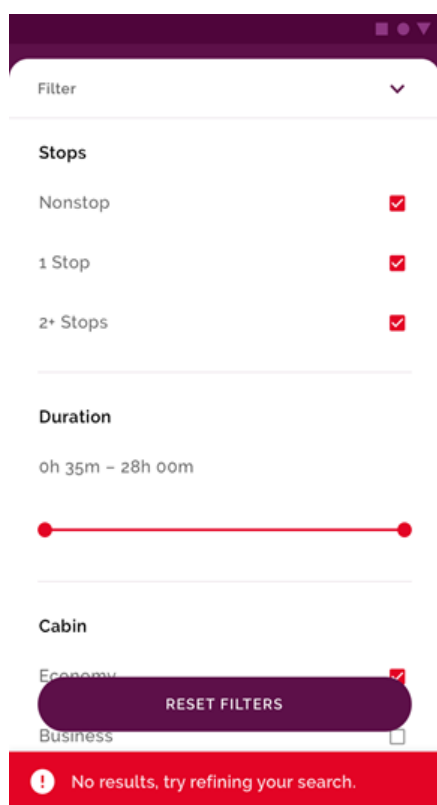 Filter
Stops
Nonstop
1 Stop
2+ Stops
Duration
0h 35m – 28h 00m
Cabin
Economy
RESET FILTERS
Business
No results, try refining your search.